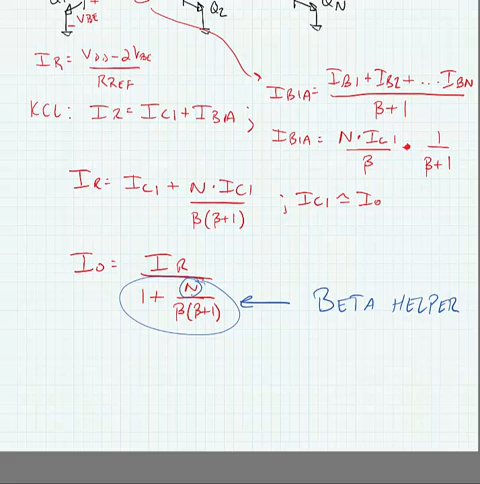 Q2
QN
VBE
IR = VDD-2VBE / RREF
IB1A = IB1 + IB2 + ... IBN / β+1
KCL: IR = IC1 + IB1A ;
IB1A = N·IC1 / β • 1 / β+1
IR = IC1 + N·IC1 / β(β+1) ; IC1 ≃ Io
Io = IR / 1 + N / β(β+1)
BETA HELPER